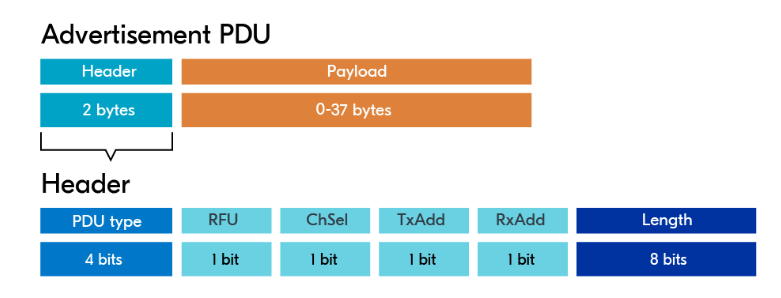 Advertisement PDU
Header Payload
2 bytes 0-37 bytes
Header
PDU type RFU ChSel TxAdd RxAdd Length
4 bits 1 bit 1 bit 1 bit 1 bit 8 bits